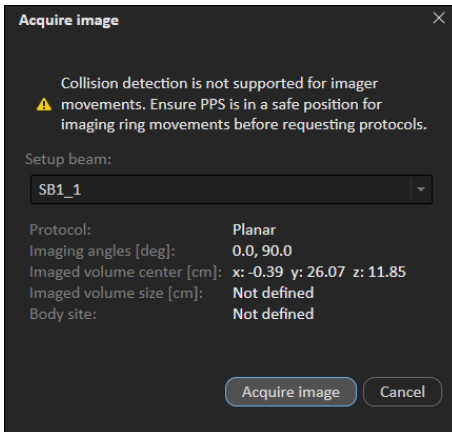 Acquire image
Collision detection is not supported for imager
movements. Ensure PPS is in a safe position for
imaging ring movements before requesting protocols.
Setup beam:
SB1_1
Protocol: Planar
Imaging angles [deg]: 0.0, 90.0
Imaged volume center [cm]: x: -0.39 y: 26.07 z: 11.85
Imaged volume size [cm]: Not defined
Body site: Not defined
Acquire image Cancel